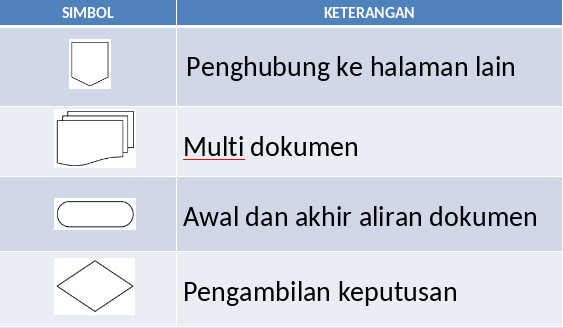 SIMBOL KETERANGAN
Penghubung ke halaman lain
Multi dokumen
Awal dan akhir aliran dokumen
Pengambilan keputusan